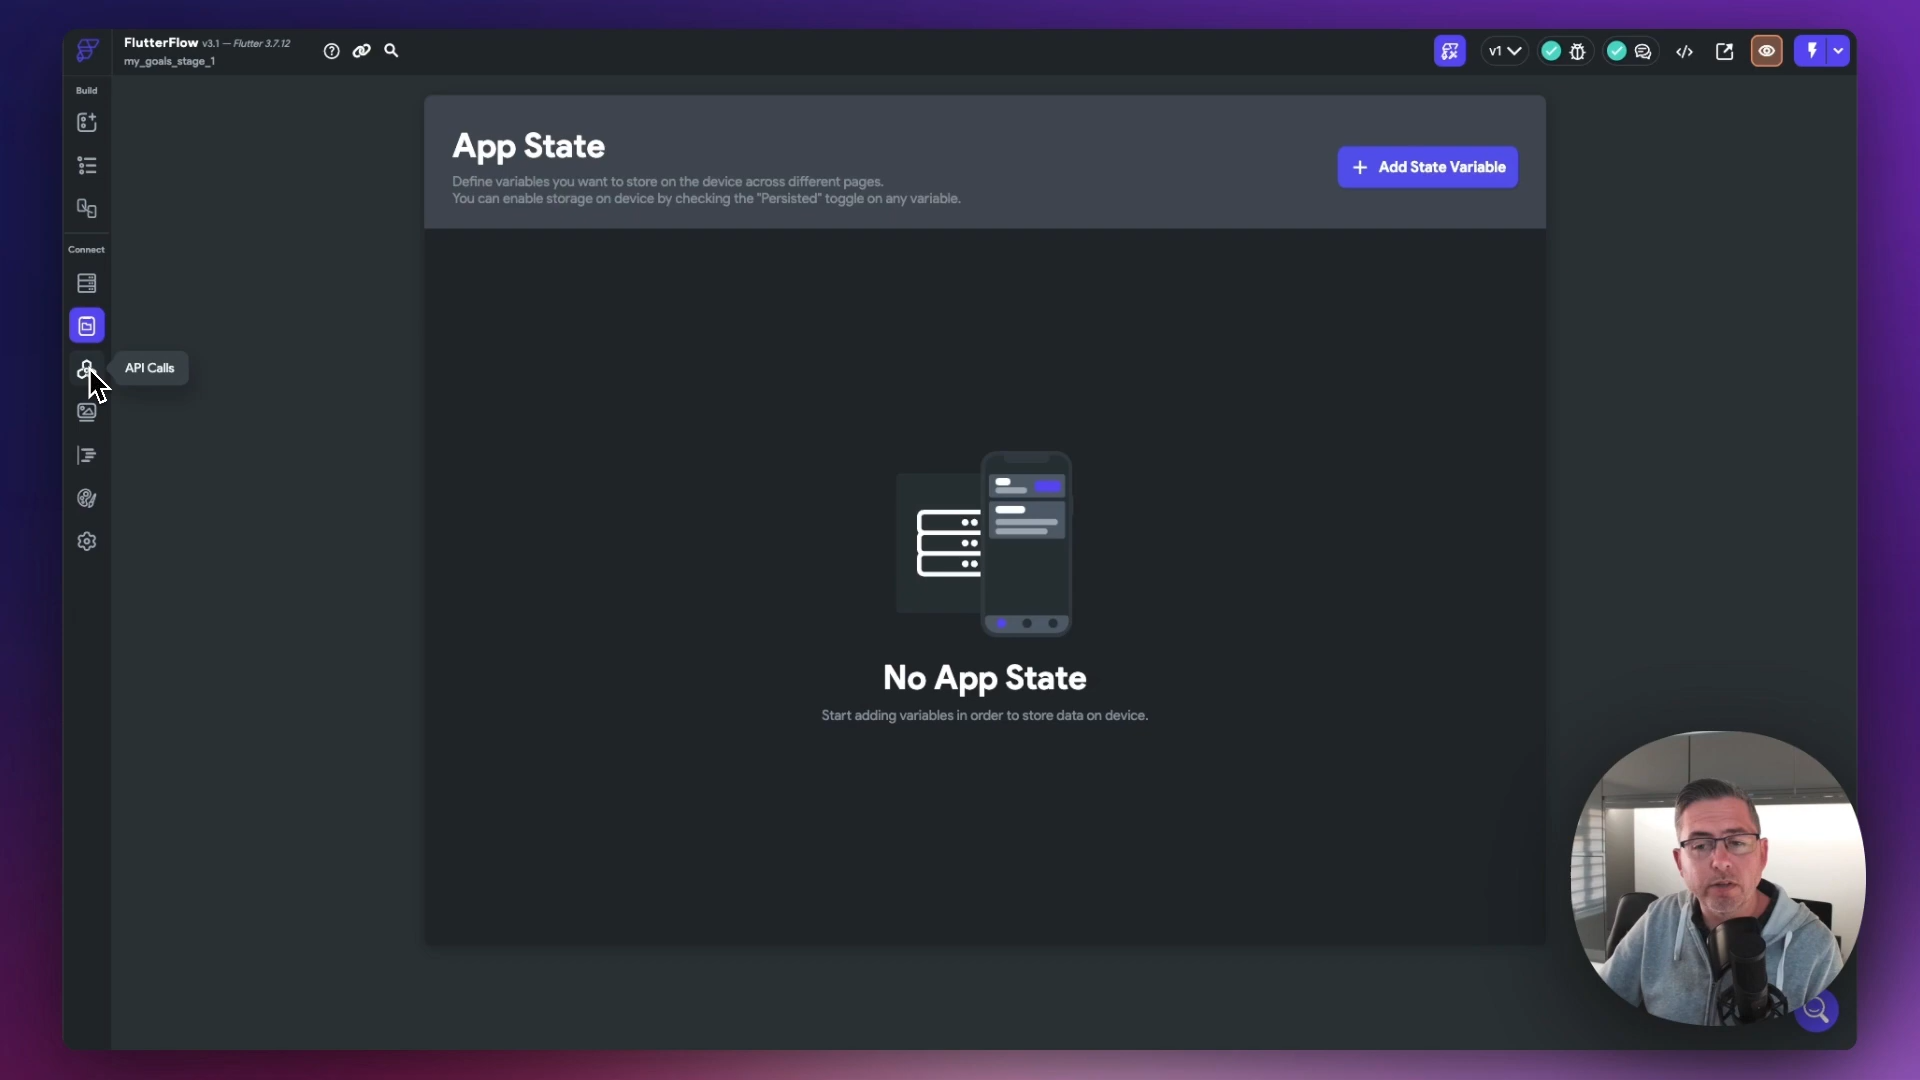 FlutterFlow v3.1 — Flutter 3.7.12
my_goals_stage_1
v1
Build
Connect
API Calls
App State
Define variables you want to store on the device across different pages.
You can enable storage on device by checking the "Persisted" toggle on any variable.
+ Add State Variable
No App State
Start adding variables in order to store data on device.